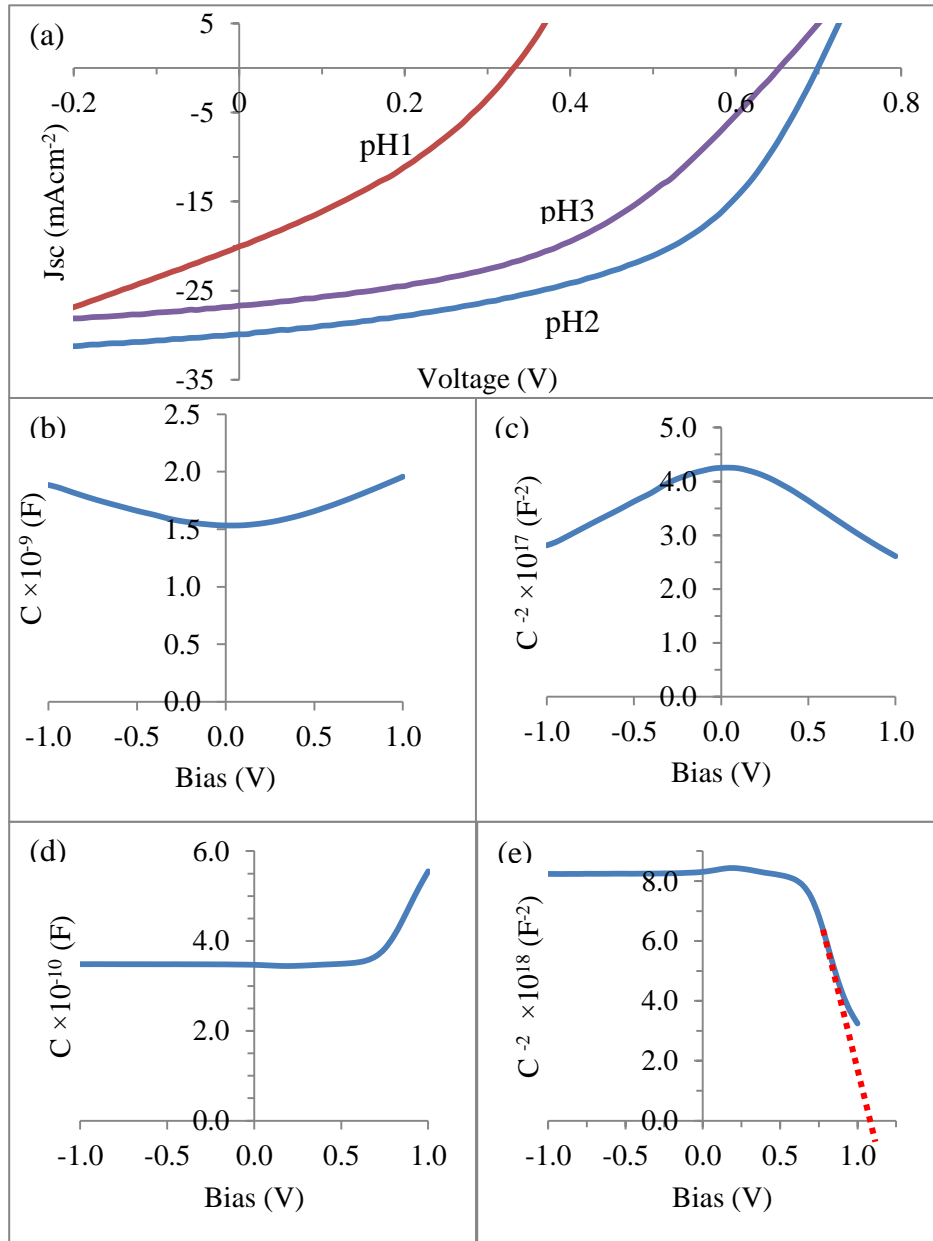 (a)
5
-5
-15
-25
-35
-0.2 0 0.2 0.4 0.6 0.8
Jsc (mAcm-2)
pH1
pH3
pH2
Voltage (V)
(b)
2.5
2.0
1.5
1.0
0.5
0.0
C ×10-9 (F)
-1.0 -0.5 0.0 0.5 1.0
Bias (V)
(c)
5.0
4.0
3.0
2.0
1.0
0.0
C -2 ×10^17 (F-2)
-1.0 -0.5 0.0 0.5 1.0
Bias (V)
(d)
6.0
4.0
2.0
0.0
C ×10-10 (F)
-1.0 -0.5 0.0 0.5 1.0
Bias (V)
(e)
8.0
6.0
4.0
2.0
0.0
C -2 ×10^18 (F-2)
-1.0 -0.5 0.0 0.5 1.0
Bias (V)